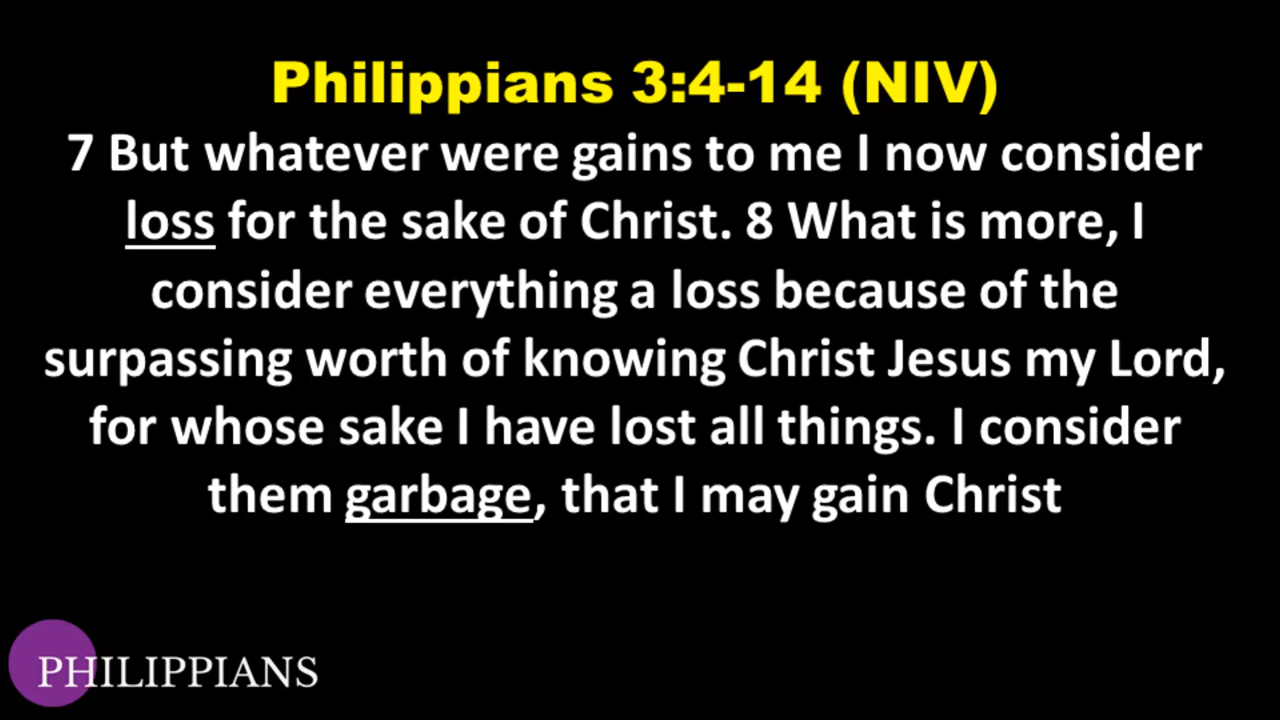 Philippians 3:4-14 (NIV)
7 But whatever were gains to me I now consider
loss for the sake of Christ. 8 What is more, I
consider everything a loss because of the
surpassing worth of knowing Christ Jesus my Lord,
for whose sake I have lost all things. I consider
them garbage, that I may gain Christ
PHILIPPIANS